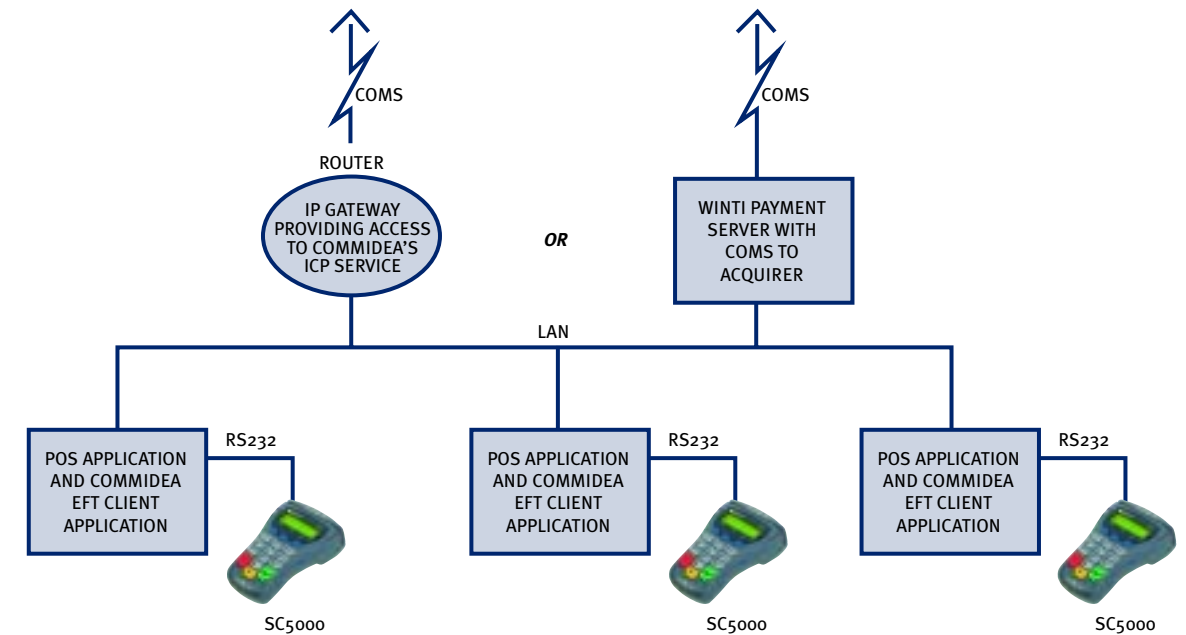 COMS
COMS
ROUTER
IP GATEWAY
PROVIDING ACCESS
TO COMMIDEA'S
ICP SERVICE
OR
WINTI PAYMENT
SERVER WITH
COMS TO
ACQUIRER
LAN
POS APPLICATION
AND COMMIDEA
EFT CLIENT
APPLICATION
RS232
SC5000
POS APPLICATION
AND COMMIDEA
EFT CLIENT
APPLICATION
RS232
SC5000
POS APPLICATION
AND COMMIDEA
EFT CLIENT
APPLICATION
RS232
SC5000